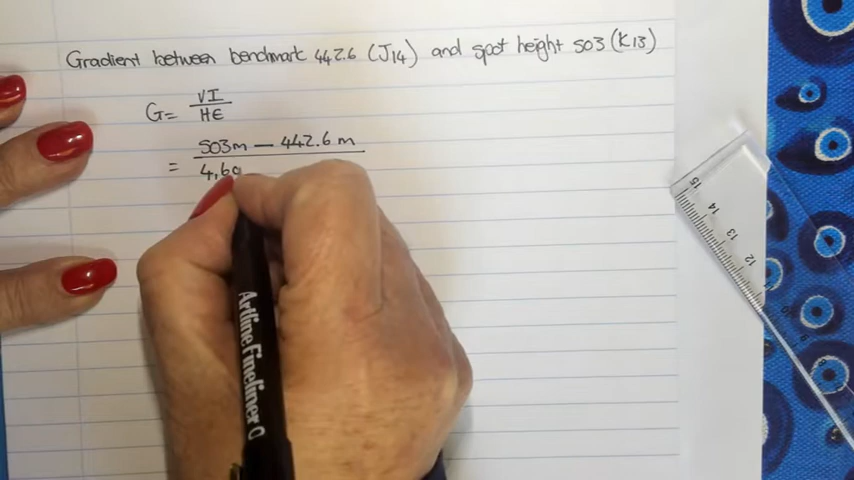 Gradient between benchmark 442.6 (J14) and spot height 503 (K13)
G= VI
HE
503m — 442.6 m
= 4,6
Artline Fineliner
15
14
13
12